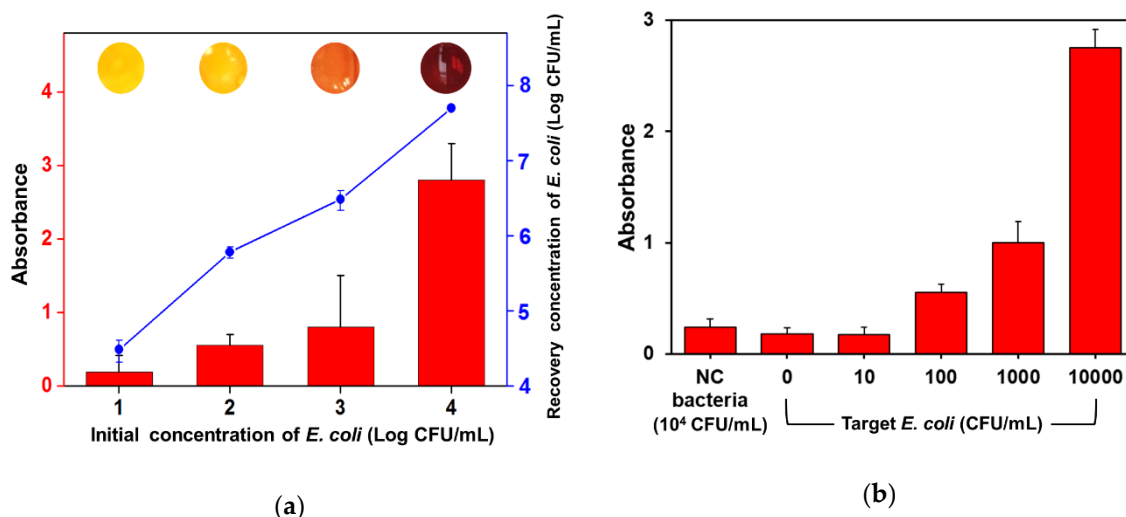 4
3
2
1
0
Absorbance
1
2
3
4
Initial concentration of E. coli (Log CFU/mL)
8
7
6
5
4
Recovery concentration of E. coli (Log CFU/mL)
(a)
3
2
1
0
Absorbance
NC
bacteria
(10⁴ CFU/mL)
0
10
100
1000
10000
Target E. coli (CFU/mL)
(b)